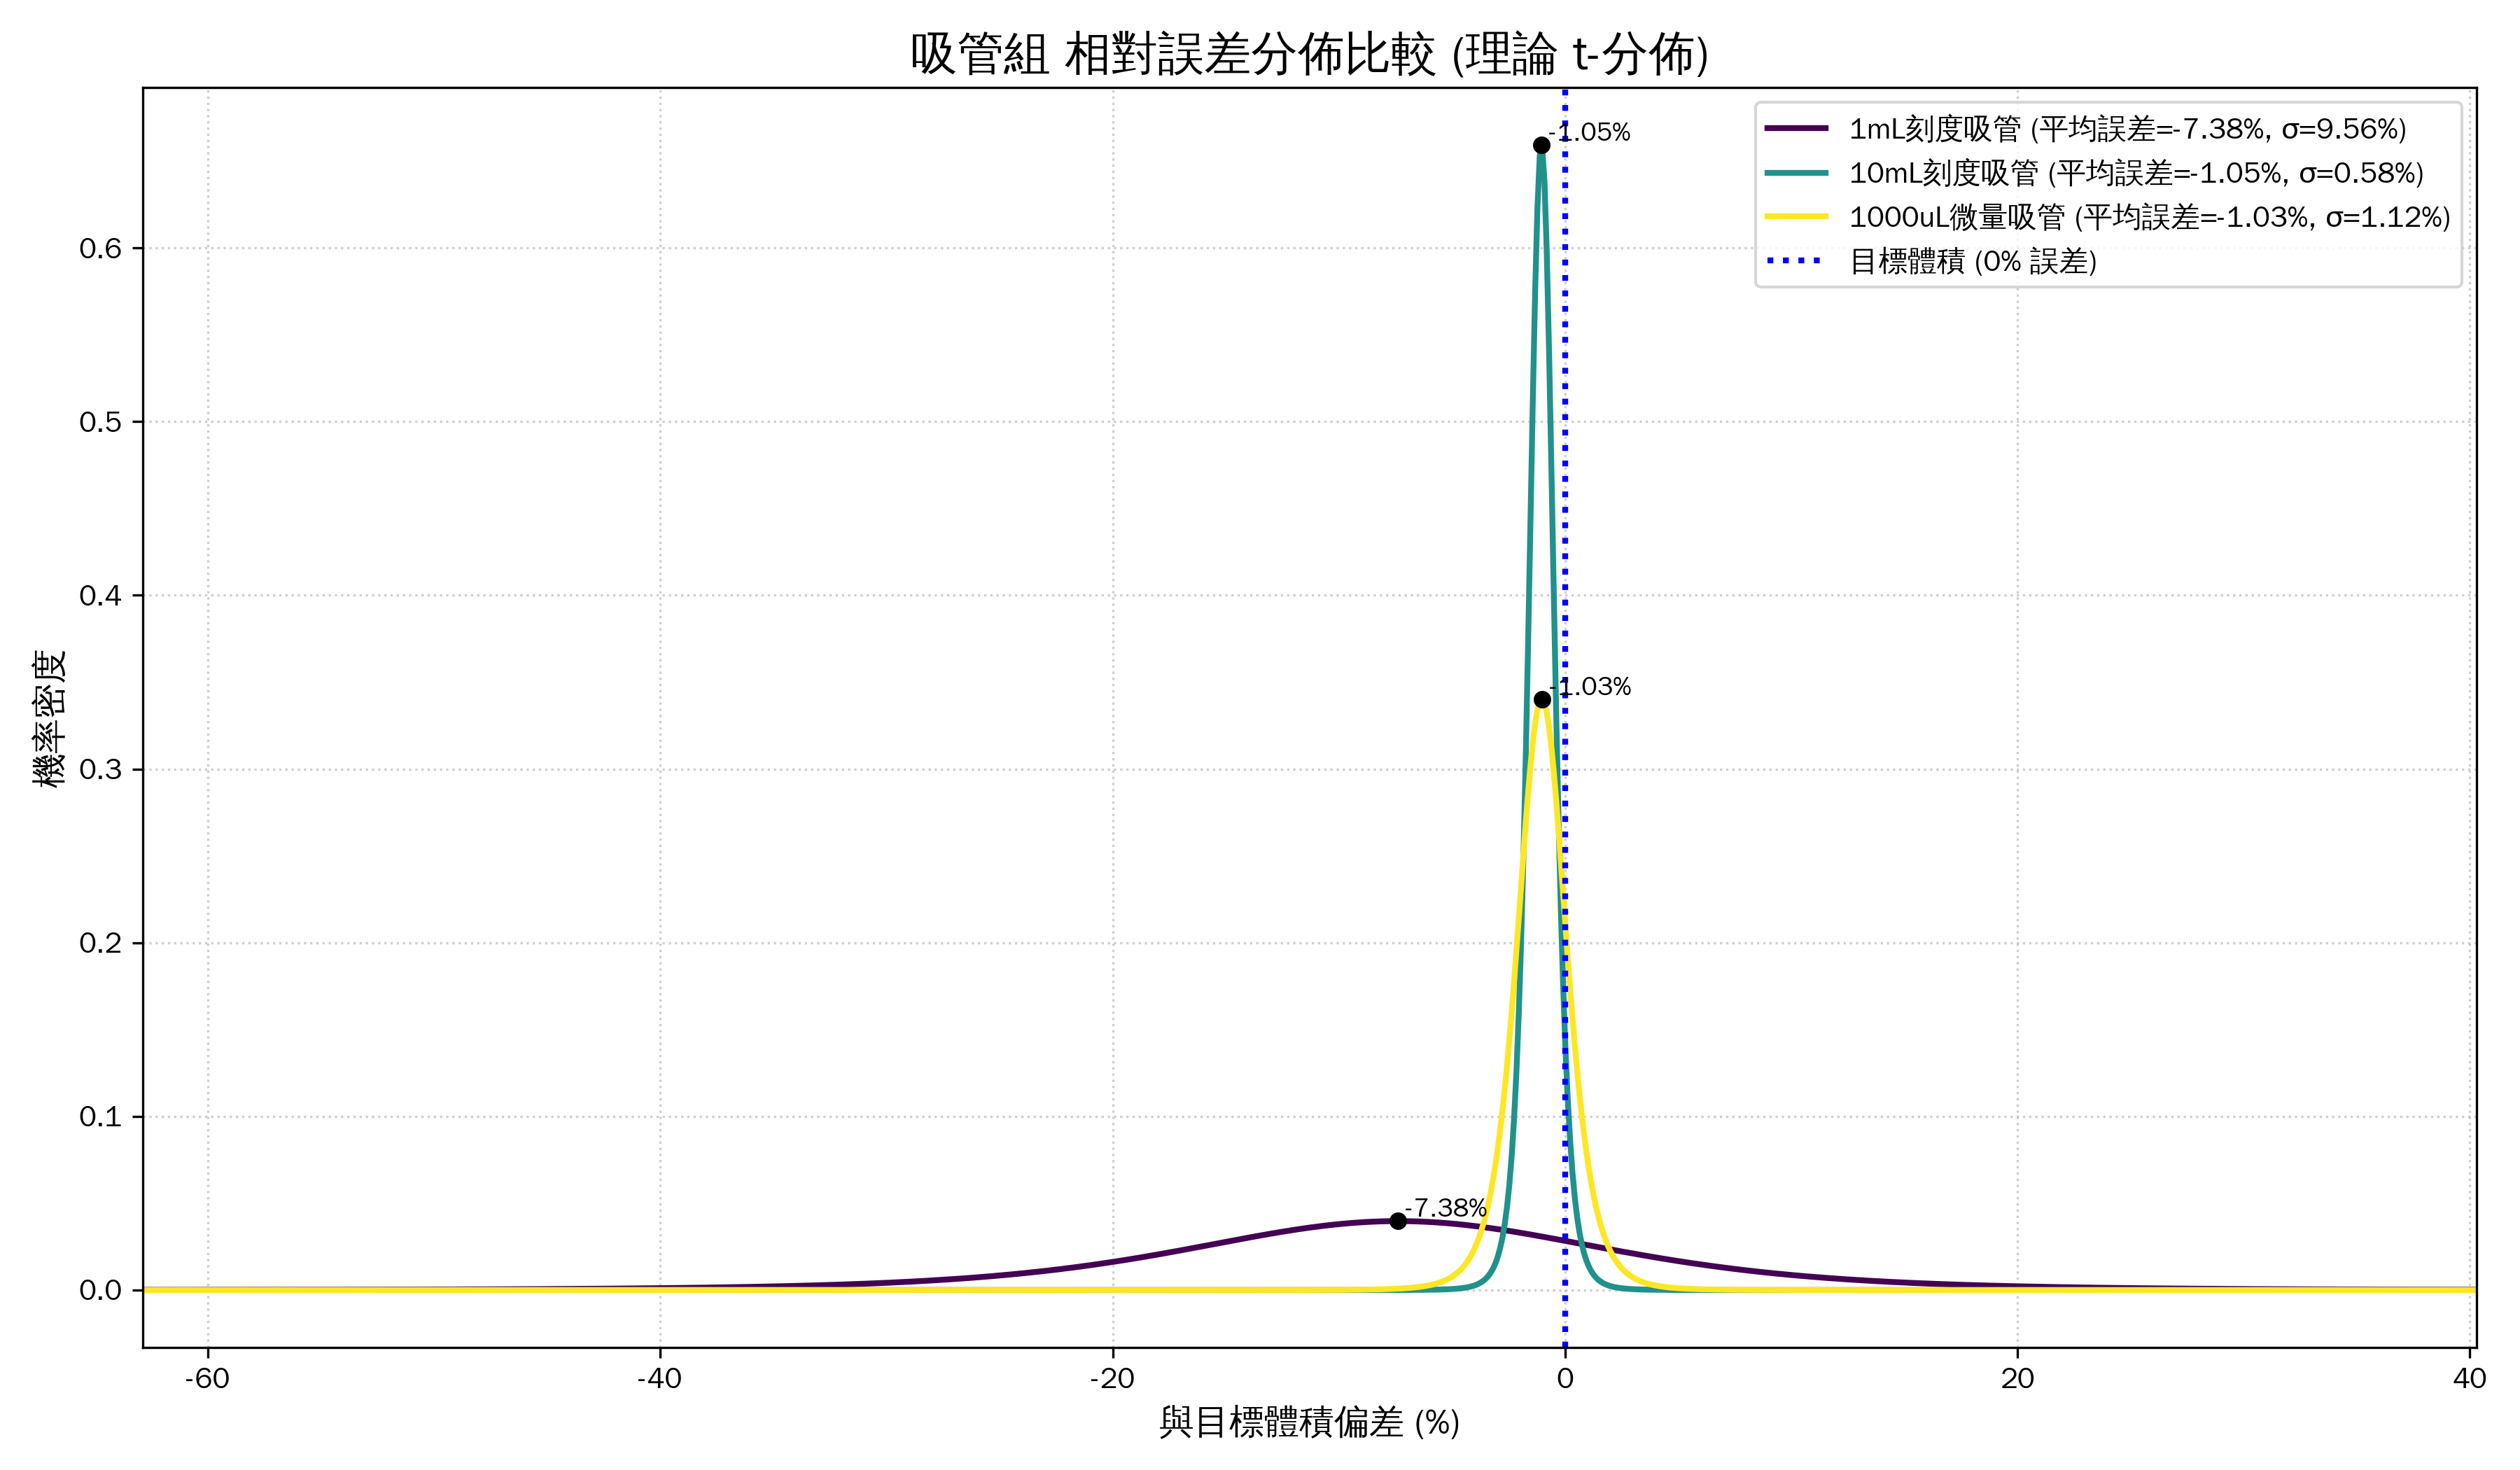 吸管組 相對誤差分佈比較 (理論 t-分佈)
1mL刻度吸管 (平均誤差=-7.38%, σ=9.56%)
10mL刻度吸管 (平均誤差=-1.05%, σ=0.58%)
1000uL微量吸管 (平均誤差=-1.03%, σ=1.12%)
目標體積 (0% 誤差)
-1.05%
-1.03%
-7.38%
機率密度
0.6
0.5
0.4
0.3
0.2
0.1
0.0
-60
-40
-20
0
20
40
與目標體積偏差 (%)